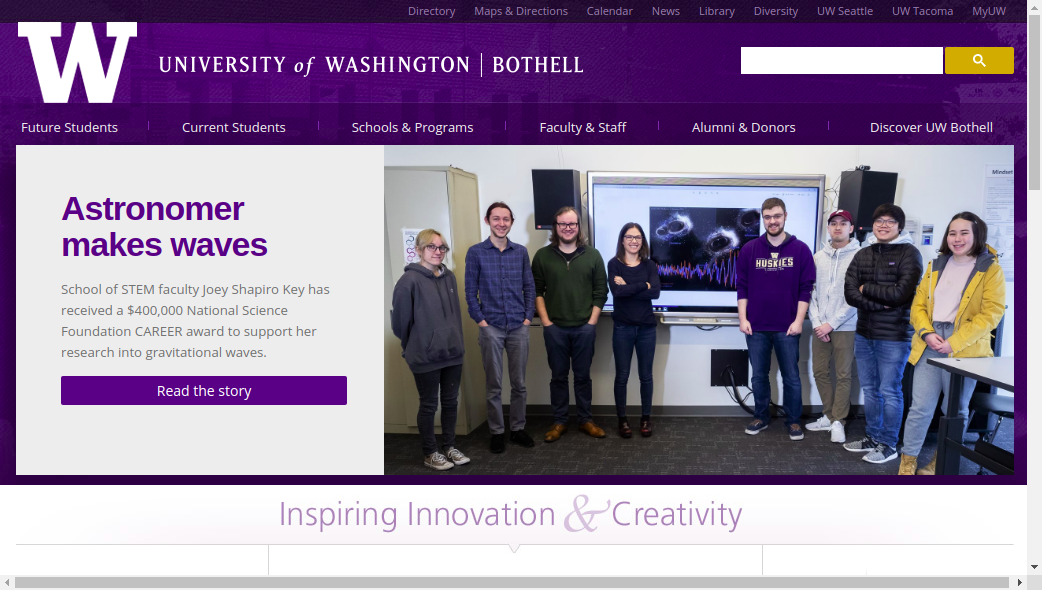 Directory Maps & Directions Calendar News Library Diversity UW Seattle UW Tacoma MyUW
W
UNIVERSITY of WASHINGTON | BOTHELL
Future Students Current Students Schools & Programs Faculty & Staff Alumni & Donors Discover UW Bothell
Astronomer
makes waves
School of STEM faculty Joey Shapiro Key has
received a $400,000 National Science
Foundation CAREER award to support her
research into gravitational waves.
Read the story
W
HUSKIES
Mindset
Inspiring Innovation & Creativity